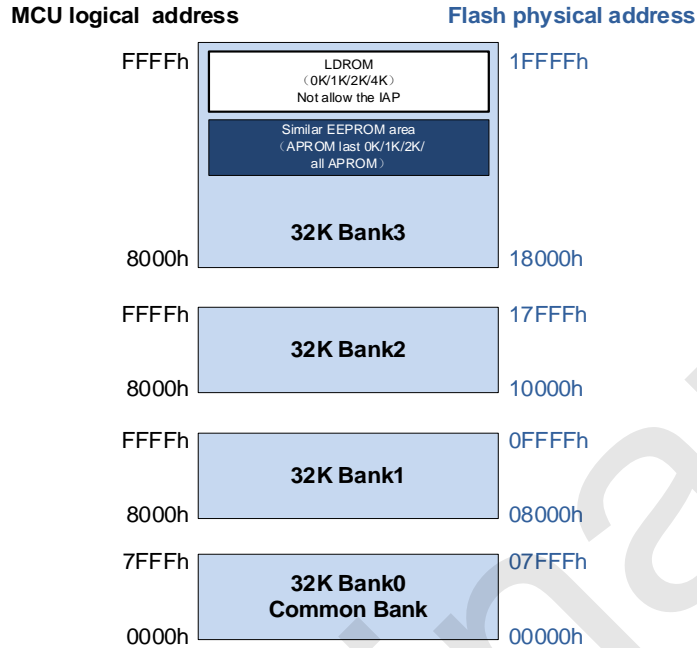 MCU logical address
Flash physical address
FFFFh
1FFFFh
LDROM
（0K/1K/2K/4K）
Not allow the IAP
Similar EEPROM area
（APROM last 0K/1K/2K/
all APROM）
32K Bank3
8000h
18000h
FFFFh
17FFFh
32K Bank2
8000h
10000h
FFFFh
0FFFFh
32K Bank1
8000h
08000h
7FFFh
07FFFh
32K Bank0
Common Bank
0000h
00000h